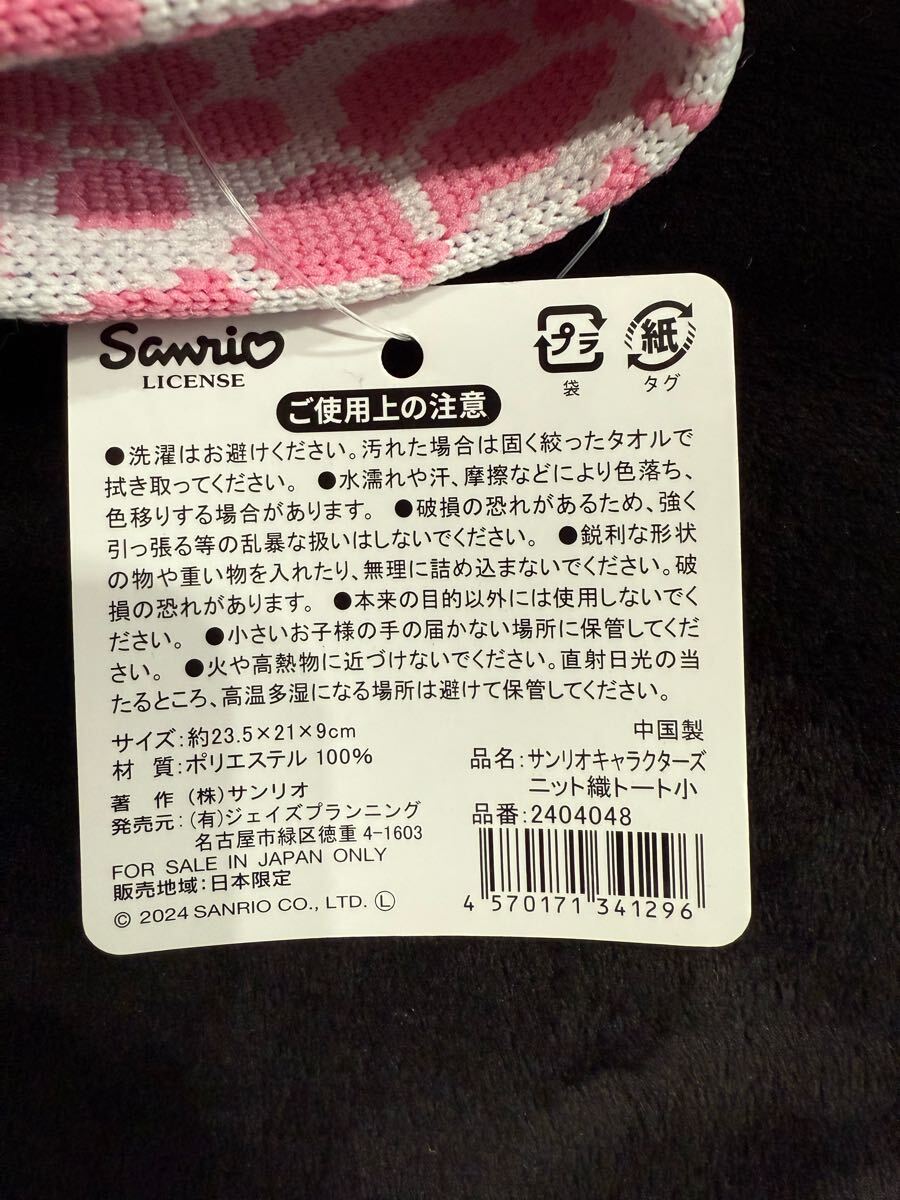 Sanrio
LICENSE
プラ
袋
紙
タグ
ご使用上の注意
●洗濯はお避けください。汚れた場合は固く絞ったタオルで
拭き取ってください。 ●水濡れや汗、摩擦などにより色落ち、
色移りする場合があります。 ●破損の恐れがあるため、強く
引っ張る等の乱暴な扱いはしないでください。 ●鋭利な形状
の物や重い物を入れたり、無理に詰め込まないでください。破
損の恐れがあります。 ●本来の目的以外には使用しないでく
ださい。 ●小さいお子様の手の届かない場所に保管してくだ
さい。 ●火や高熱物に近づけないでください。直射日光の当
たるところ、高温多湿になる場所は避けて保管してください。
サイズ:約23.5×21×9cm
材 質:ポリエステル 100%
中国製
品名:サンリオキャラクターズ
ニット織トート小
品番:2404048
著 作 (株)サンリオ
発売元:(有)ジェイズプランニング
名古屋市緑区徳重 4-1603
FOR SALE IN JAPAN ONLY
販売地域:日本限定
© 2024 SANRIO CO., LTD. Ⓛ
4 570171 341296